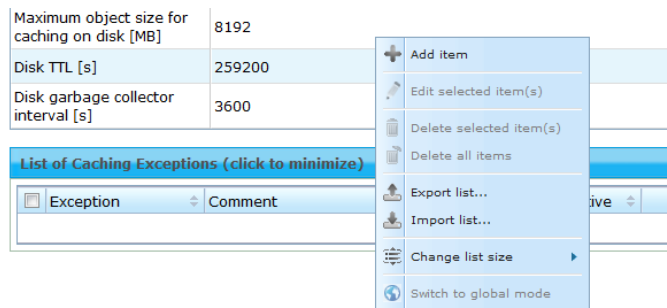 Maximum object size for
caching on disk [MB]
8192
Disk TTL [s]
259200
Disk garbage collector
interval [s]
3600
List of Caching Exceptions (click to minimize)
Exception
Comment
ive
Add item
Edit selected item(s)
Delete selected item(s)
Delete all items
Export list...
Import list...
Change list size
Switch to global mode